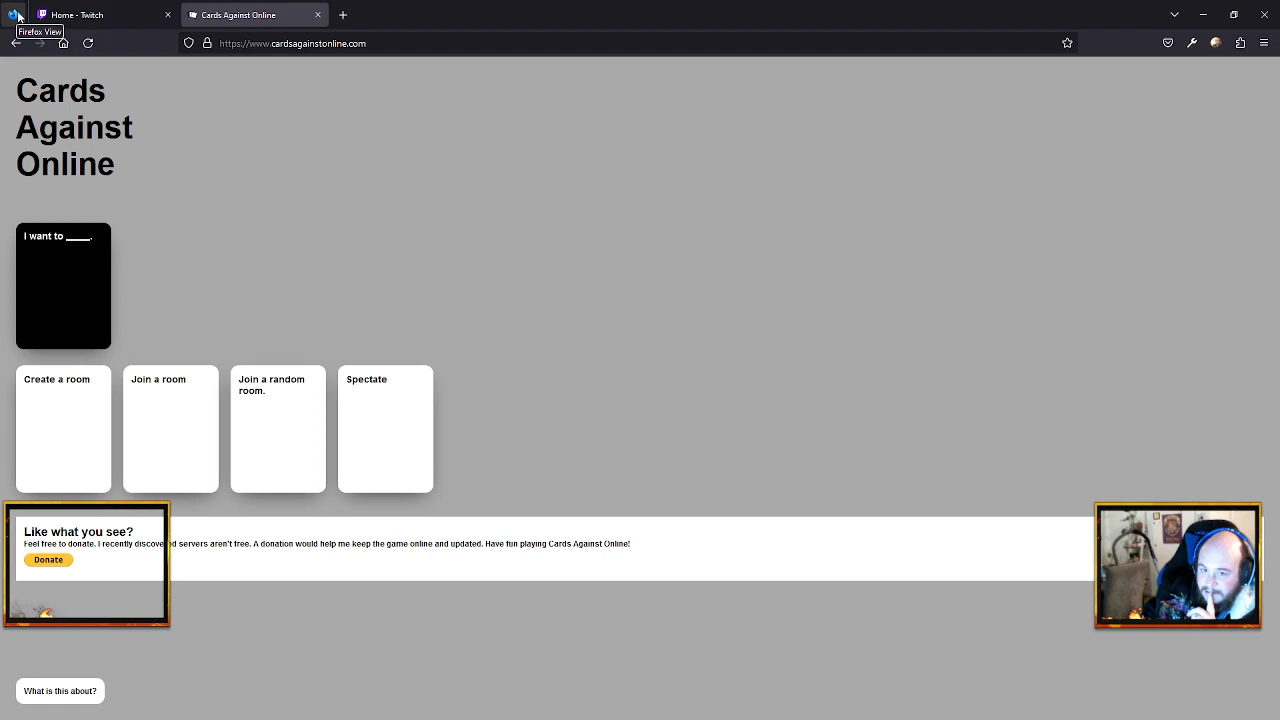 Home - Twitch
Cards Against Online
Firefox View
https://www.cardsagainstonline.com
Cards
Against
Online
I want to _____.
Create a room
Join a room
Join a random
room.
Spectate
Like what you see?
Feel free to donate. I recently discovered servers aren't free. A donation would help me keep the game online and updated. Have fun playing Cards Against Online!
Donate
What is this about?